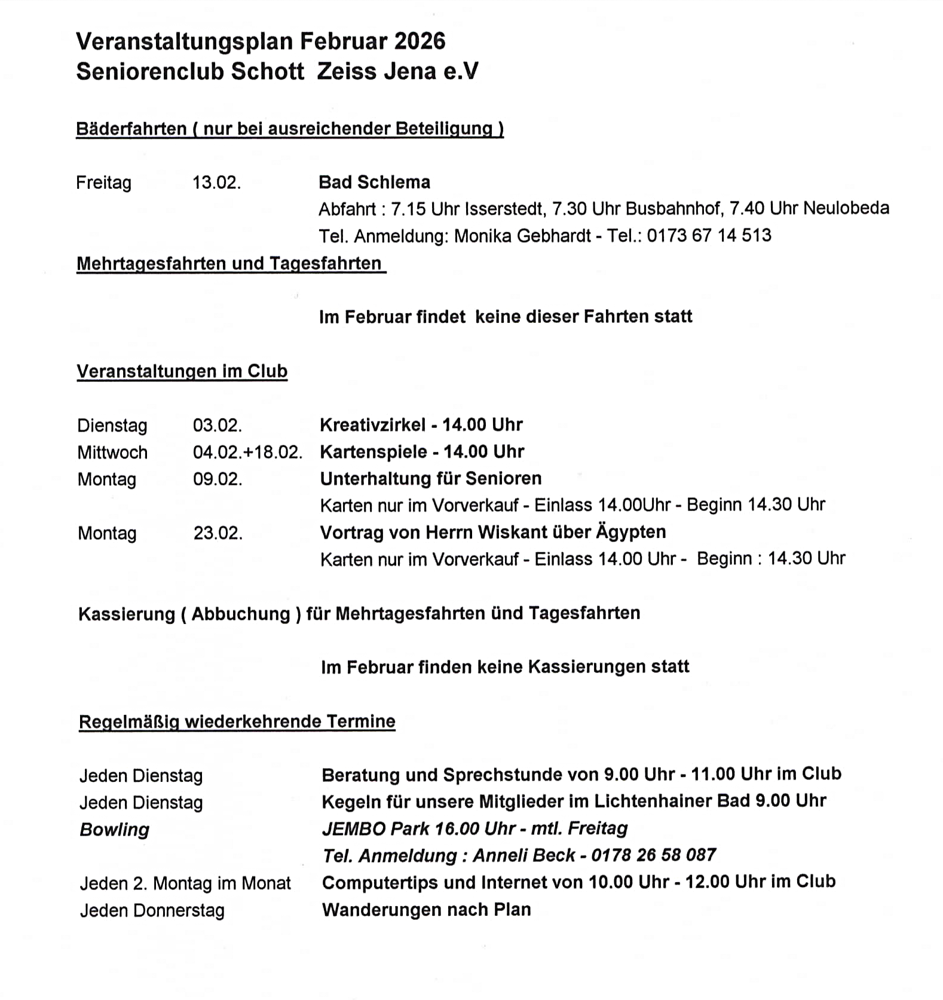 Veranstaltungsplan Februar 2026
Seniorenclub Schott Zeiss Jena e.V
Bäderfahrten ( nur bei ausreichender Beteiligung )
Freitag 13.02. Bad Schlema
Abfahrt : 7.15 Uhr Isserstedt, 7.30 Uhr Busbahnhof, 7.40 Uhr Neulobeda
Tel. Anmeldung: Monika Gebhardt - Tel.: 0173 67 14 513
Mehrtagesfahrten und Tagesfahrten
Im Februar findet keine dieser Fahrten statt
Veranstaltungen im Club
Dienstag 03.02. Kreativzirkel - 14.00 Uhr
Mittwoch 04.02.+18.02. Kartenspiele - 14.00 Uhr
Montag 09.02. Unterhaltung für Senioren
Karten nur im Vorverkauf - Einlass 14.00Uhr - Beginn 14.30 Uhr
Montag 23.02. Vortrag von Herrn Wiskant über Ägypten
Karten nur im Vorverkauf - Einlass 14.00 Uhr - Beginn : 14.30 Uhr
Kassierung ( Abbuchung ) für Mehrtagesfahrten ünd Tagesfahrten
Im Februar finden keine Kassierungen statt
Regelmäßig wiederkehrende Termine
Jeden Dienstag Beratung und Sprechstunde von 9.00 Uhr - 11.00 Uhr im Club
Jeden Dienstag Kegeln für unsere Mitglieder im Lichtenhainer Bad 9.00 Uhr
Bowling JEMBO Park 16.00 Uhr - mtl. Freitag
Tel. Anmeldung : Anneli Beck - 0178 26 58 087
Jeden 2. Montag im Monat Computertips und Internet von 10.00 Uhr - 12.00 Uhr im Club
Jeden Donnerstag Wanderungen nach Plan